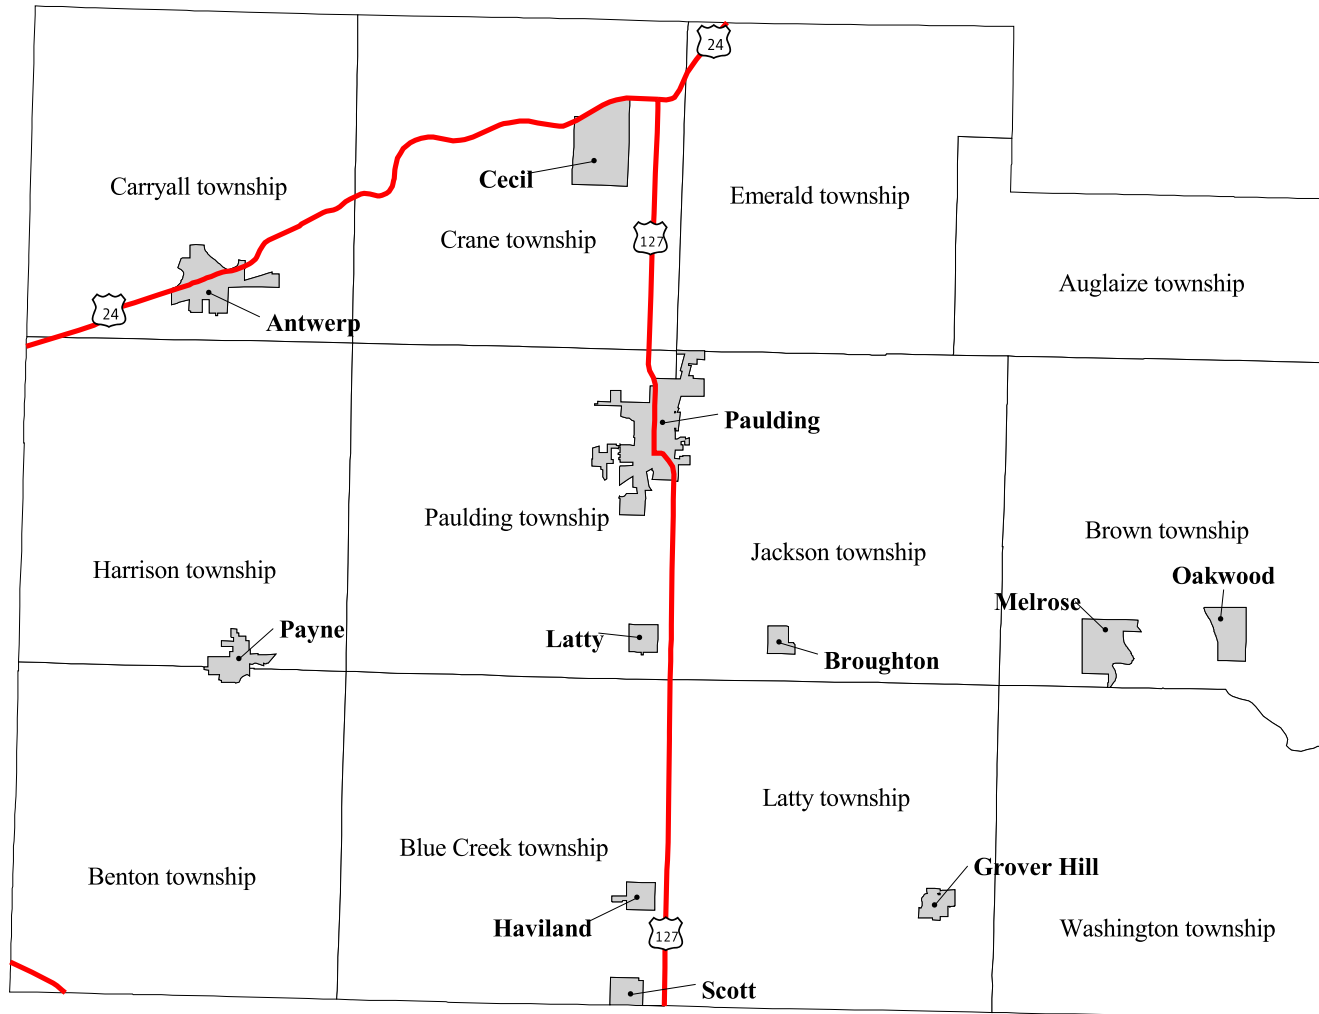 24
Cecil
Carryall township
Emerald township
Crane township
127
Auglaize township
24
Antwerp
Paulding
Paulding township
Brown township
Jackson township
Harrison township
Oakwood
Melrose
Payne
Latty
Broughton
Latty township
Blue Creek township
Grover Hill
Benton township
Haviland
127
Washington township
Scott